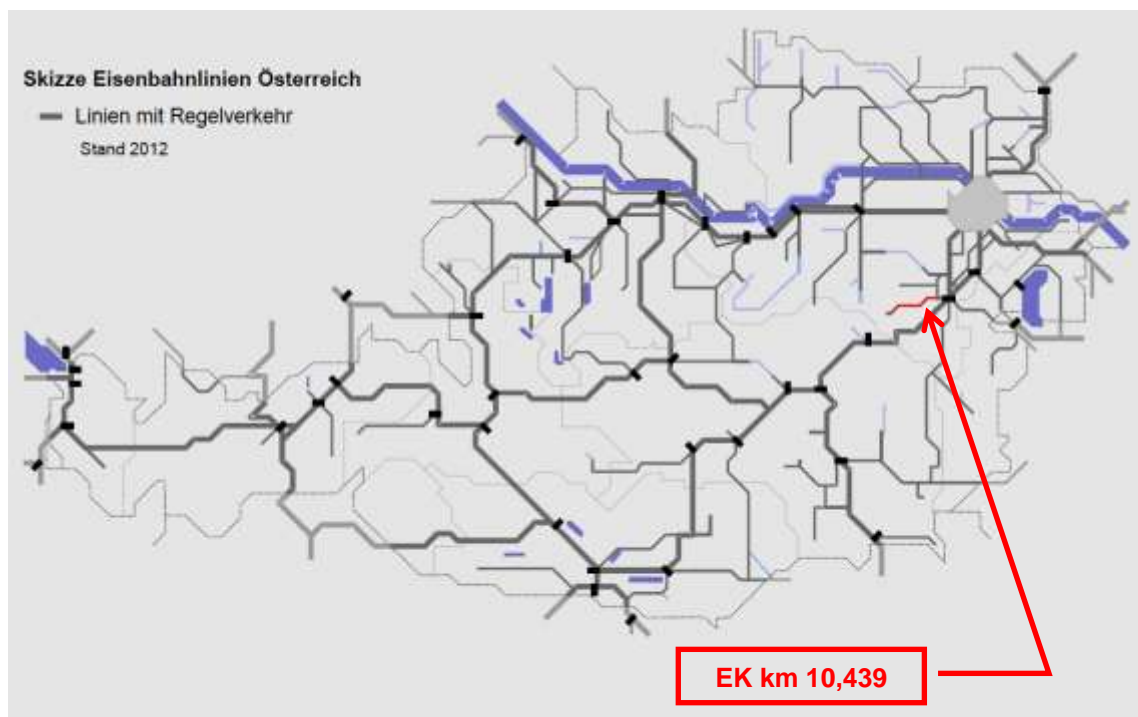 Skizze Eisenbahnlinien Österreich
Linien mit Regelverkehr
Stand 2012
EK km 10,439